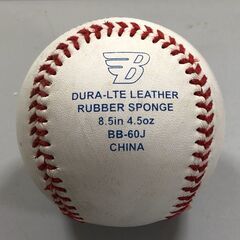 B
DURA-LTE LEATHER
RUBBER SPONGE
8.5in 4.5oz
BB-60J
CHINA